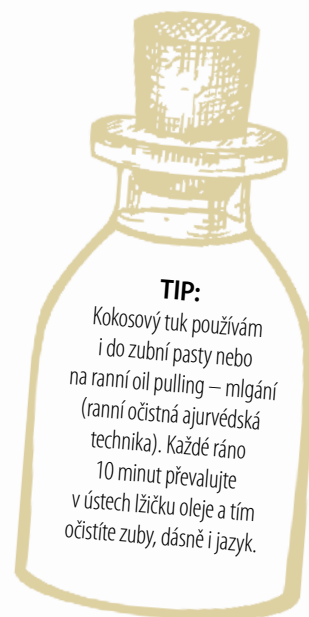 TIP:
Kokosový tuk používám
i do zubní pasty nebo
na ranní oil pulling – mlgání
(ranní očistná ajurvédská
technika). Každé ráno
10 minut převalujte
v ústech lžičku oleje a tím
očistíte zuby, dásně i jazyk.